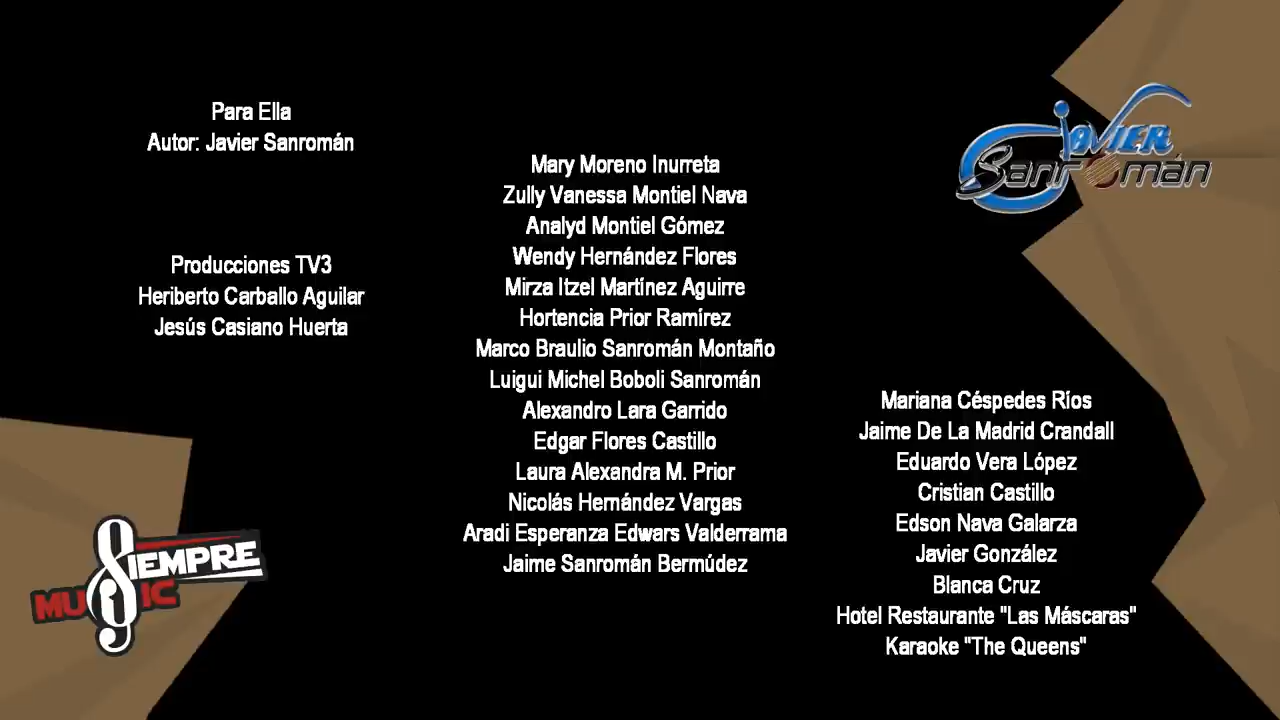 Para Ella
Autor: Javier Sanromán
Producciones TV3
Heriberto Carballo Aguilar
Jesús Casiano Huerta
Mary Moreno Inurreta
Zully Vanessa Montiel Nava
Analyd Montiel Gómez
Wendy Hernández Flores
Mirza Itzel Martínez Aguirre
Hortencia Prior Ramírez
Marco Braulio Sanromán Montaño
Luigui Michel Boboli Sanromán
Alexandro Lara Garrido
Edgar Flores Castillo
Laura Alexandra M. Prior
Nicolás Hernández Vargas
Aradi Esperanza Edwars Valderrama
Jaime Sanromán Bermúdez
JAVIER
Sanromán
Mariana Céspedes Ríos
Jaime De La Madrid Crandall
Eduardo Vera López
Cristian Castillo
Edson Nava Galarza
Javier González
Blanca Cruz
Hotel Restaurante "Las Máscaras"
Karaoke "The Queens"
SIEMPRE
MUSIC